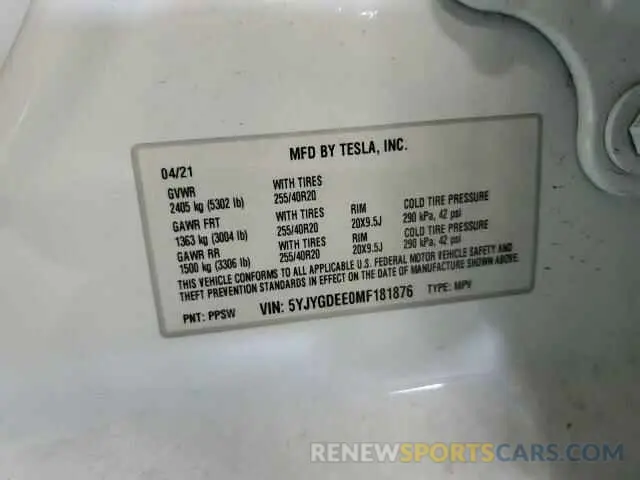 MFD BY TESLA, INC.
04/21
GVWR WITH TIRES
2405 kg (5302 lb) 255/40R20
GAWR FRT WITH TIRES RIM COLD TIRE PRESSURE
1363 kg (3004 lb) 255/40R20 20X9.5J 290 kPa, 42 psi
GAWR RR WITH TIRES RIM COLD TIRE PRESSURE
1500 kg (3306 lb) 255/40R20 20X9.5J 290 kPa, 42 psi
THIS VEHICLE CONFORMS TO ALL APPLICABLE U.S. FEDERAL MOTOR VEHICLE SAFETY AND
THEFT PREVENTION STANDARDS IN EFFECT ON THE DATE OF MANUFACTURE SHOWN ABOVE.
PNT: PPSW VIN: 5YJYGDEE0MF181876 TYPE: MPV
RENEWSPORTSCARS.COM